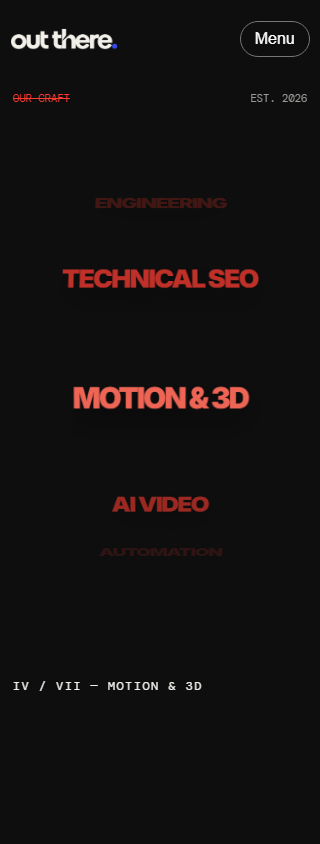 out there.
Menu
OUR CRAFT
EST. 2026
ENGINEERING
TECHNICAL SEO
MOTION & 3D
AI VIDEO
AUTOMATION
IV / VII — MOTION & 3D